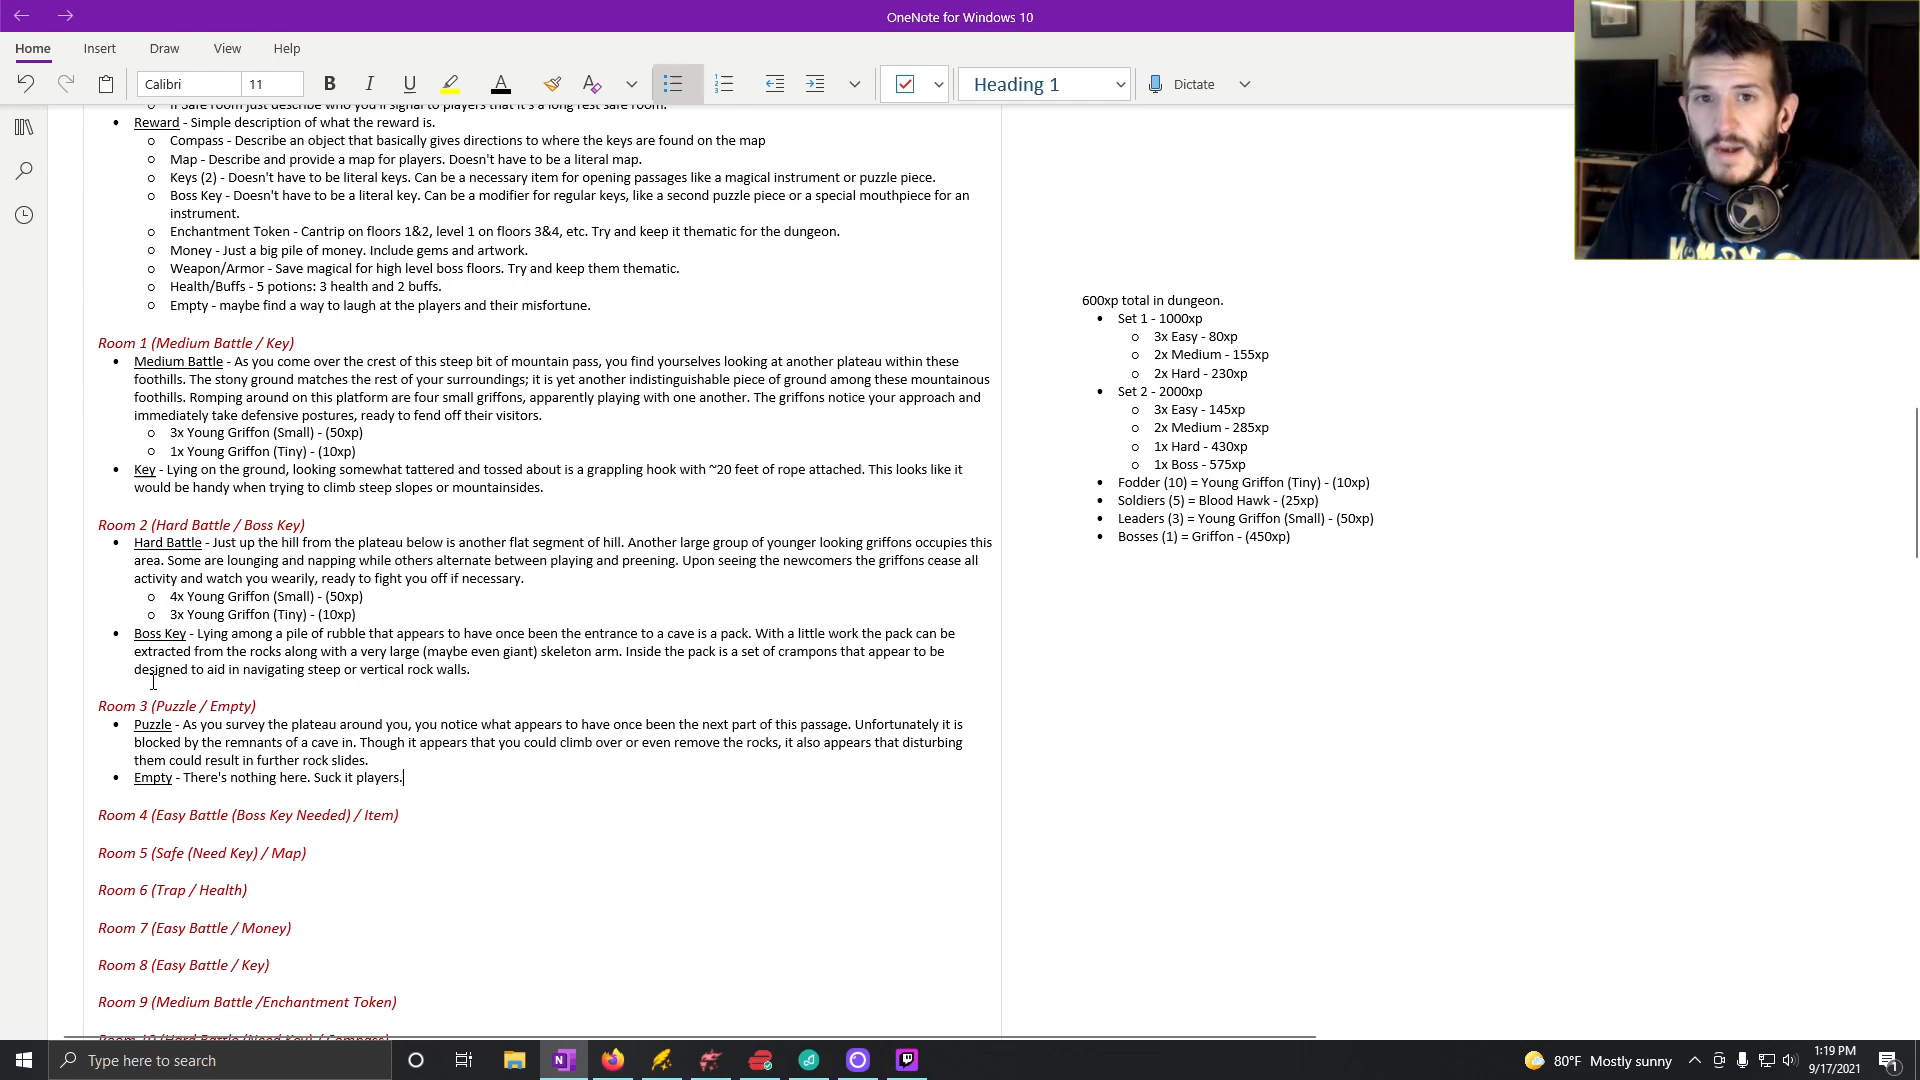 OneNote for Windows 10
Home Insert Draw View Help
Calibri 11 B I U A A Heading 1 Dictate
If Safe room just describe who you'll signal to players that it's a long rest safe room.
Reward - Simple description of what the reward is.
Compass - Describe an object that basically gives directions to where the keys are found on the map
Map - Describe and provide a map for players. Doesn't have to be a literal map.
Keys (2) - Doesn't have to be literal keys. Can be a necessary item for opening passages like a magical instrument or puzzle piece.
Boss Key - Doesn't have to be a literal key. Can be a modifier for regular keys, like a second puzzle piece or a special mouthpiece for an
instrument.
Enchantment Token - Cantrip on floors 1&2, level 1 on floors 3&4, etc. Try and keep it thematic for the dungeon.
Money - Just a big pile of money. Include gems and artwork.
Weapon/Armor - Save magical for high level boss floors. Try and keep them thematic.
Health/Buffs - 5 potions: 3 health and 2 buffs.
Empty - maybe find a way to laugh at the players and their misfortune.
Room 1 (Medium Battle / Key)
Medium Battle - As you come over the crest of this steep bit of mountain pass, you find yourselves looking at another plateau within these
foothills. The stony ground matches the rest of your surroundings; it is yet another indistinguishable piece of ground among these mountainous
foothills. Romping around on this platform are four small griffons, apparently playing with one another. The griffons notice your approach and
immediately take defensive postures, ready to fend off their visitors.
3x Young Griffon (Small) - (50xp)
1x Young Griffon (Tiny) - (10xp)
Key - Lying on the ground, looking somewhat tattered and tossed about is a grappling hook with ~20 feet of rope attached. This looks like it
would be handy when trying to climb steep slopes or mountainsides.
Room 2 (Hard Battle / Boss Key)
Hard Battle - Just up the hill from the plateau below is another flat segment of hill. Another large group of younger looking griffons occupies this
area. Some are lounging and napping while others alternate between playing and preening. Upon seeing the newcomers the griffons cease all
activity and watch you wearily, ready to fight you off if necessary.
4x Young Griffon (Small) - (50xp)
3x Young Griffon (Tiny) - (10xp)
Boss Key - Lying among a pile of rubble that appears to have once been the entrance to a cave is a pack. With a little work the pack can be
extracted from the rocks along with a very large (maybe even giant) skeleton arm. Inside the pack is a set of crampons that appear to be
designed to aid in navigating steep or vertical rock walls.
Room 3 (Puzzle / Empty)
Puzzle - As you survey the plateau around you, you notice what appears to have once been the next part of this passage. Unfortunately it is
blocked by the remnants of a cave in. Though it appears that you could climb over or even remove the rocks, it also appears that disturbing
them could result in further rock slides.
Empty - There's nothing here. Suck it players.
Room 4 (Easy Battle (Boss Key Needed) / Item)
Room 5 (Safe (Need Key) / Map)
Room 6 (Trap / Health)
Room 7 (Easy Battle / Money)
Room 8 (Easy Battle / Key)
Room 9 (Medium Battle /Enchantment Token)
Room 10 (Hard Battle (Need Key) / Compass)
600xp total in dungeon.
Set 1 - 1000xp
3x Easy - 80xp
2x Medium - 155xp
2x Hard - 230xp
Set 2 - 2000xp
3x Easy - 145xp
2x Medium - 285xp
1x Hard - 430xp
1x Boss - 575xp
Fodder (10) = Young Griffon (Tiny) - (10xp)
Soldiers (5) = Blood Hawk - (25xp)
Leaders (3) = Young Griffon (Small) - (50xp)
Bosses (1) = Griffon - (450xp)
Type here to search
80°F Mostly sunny
1:19 PM
9/17/2021
1